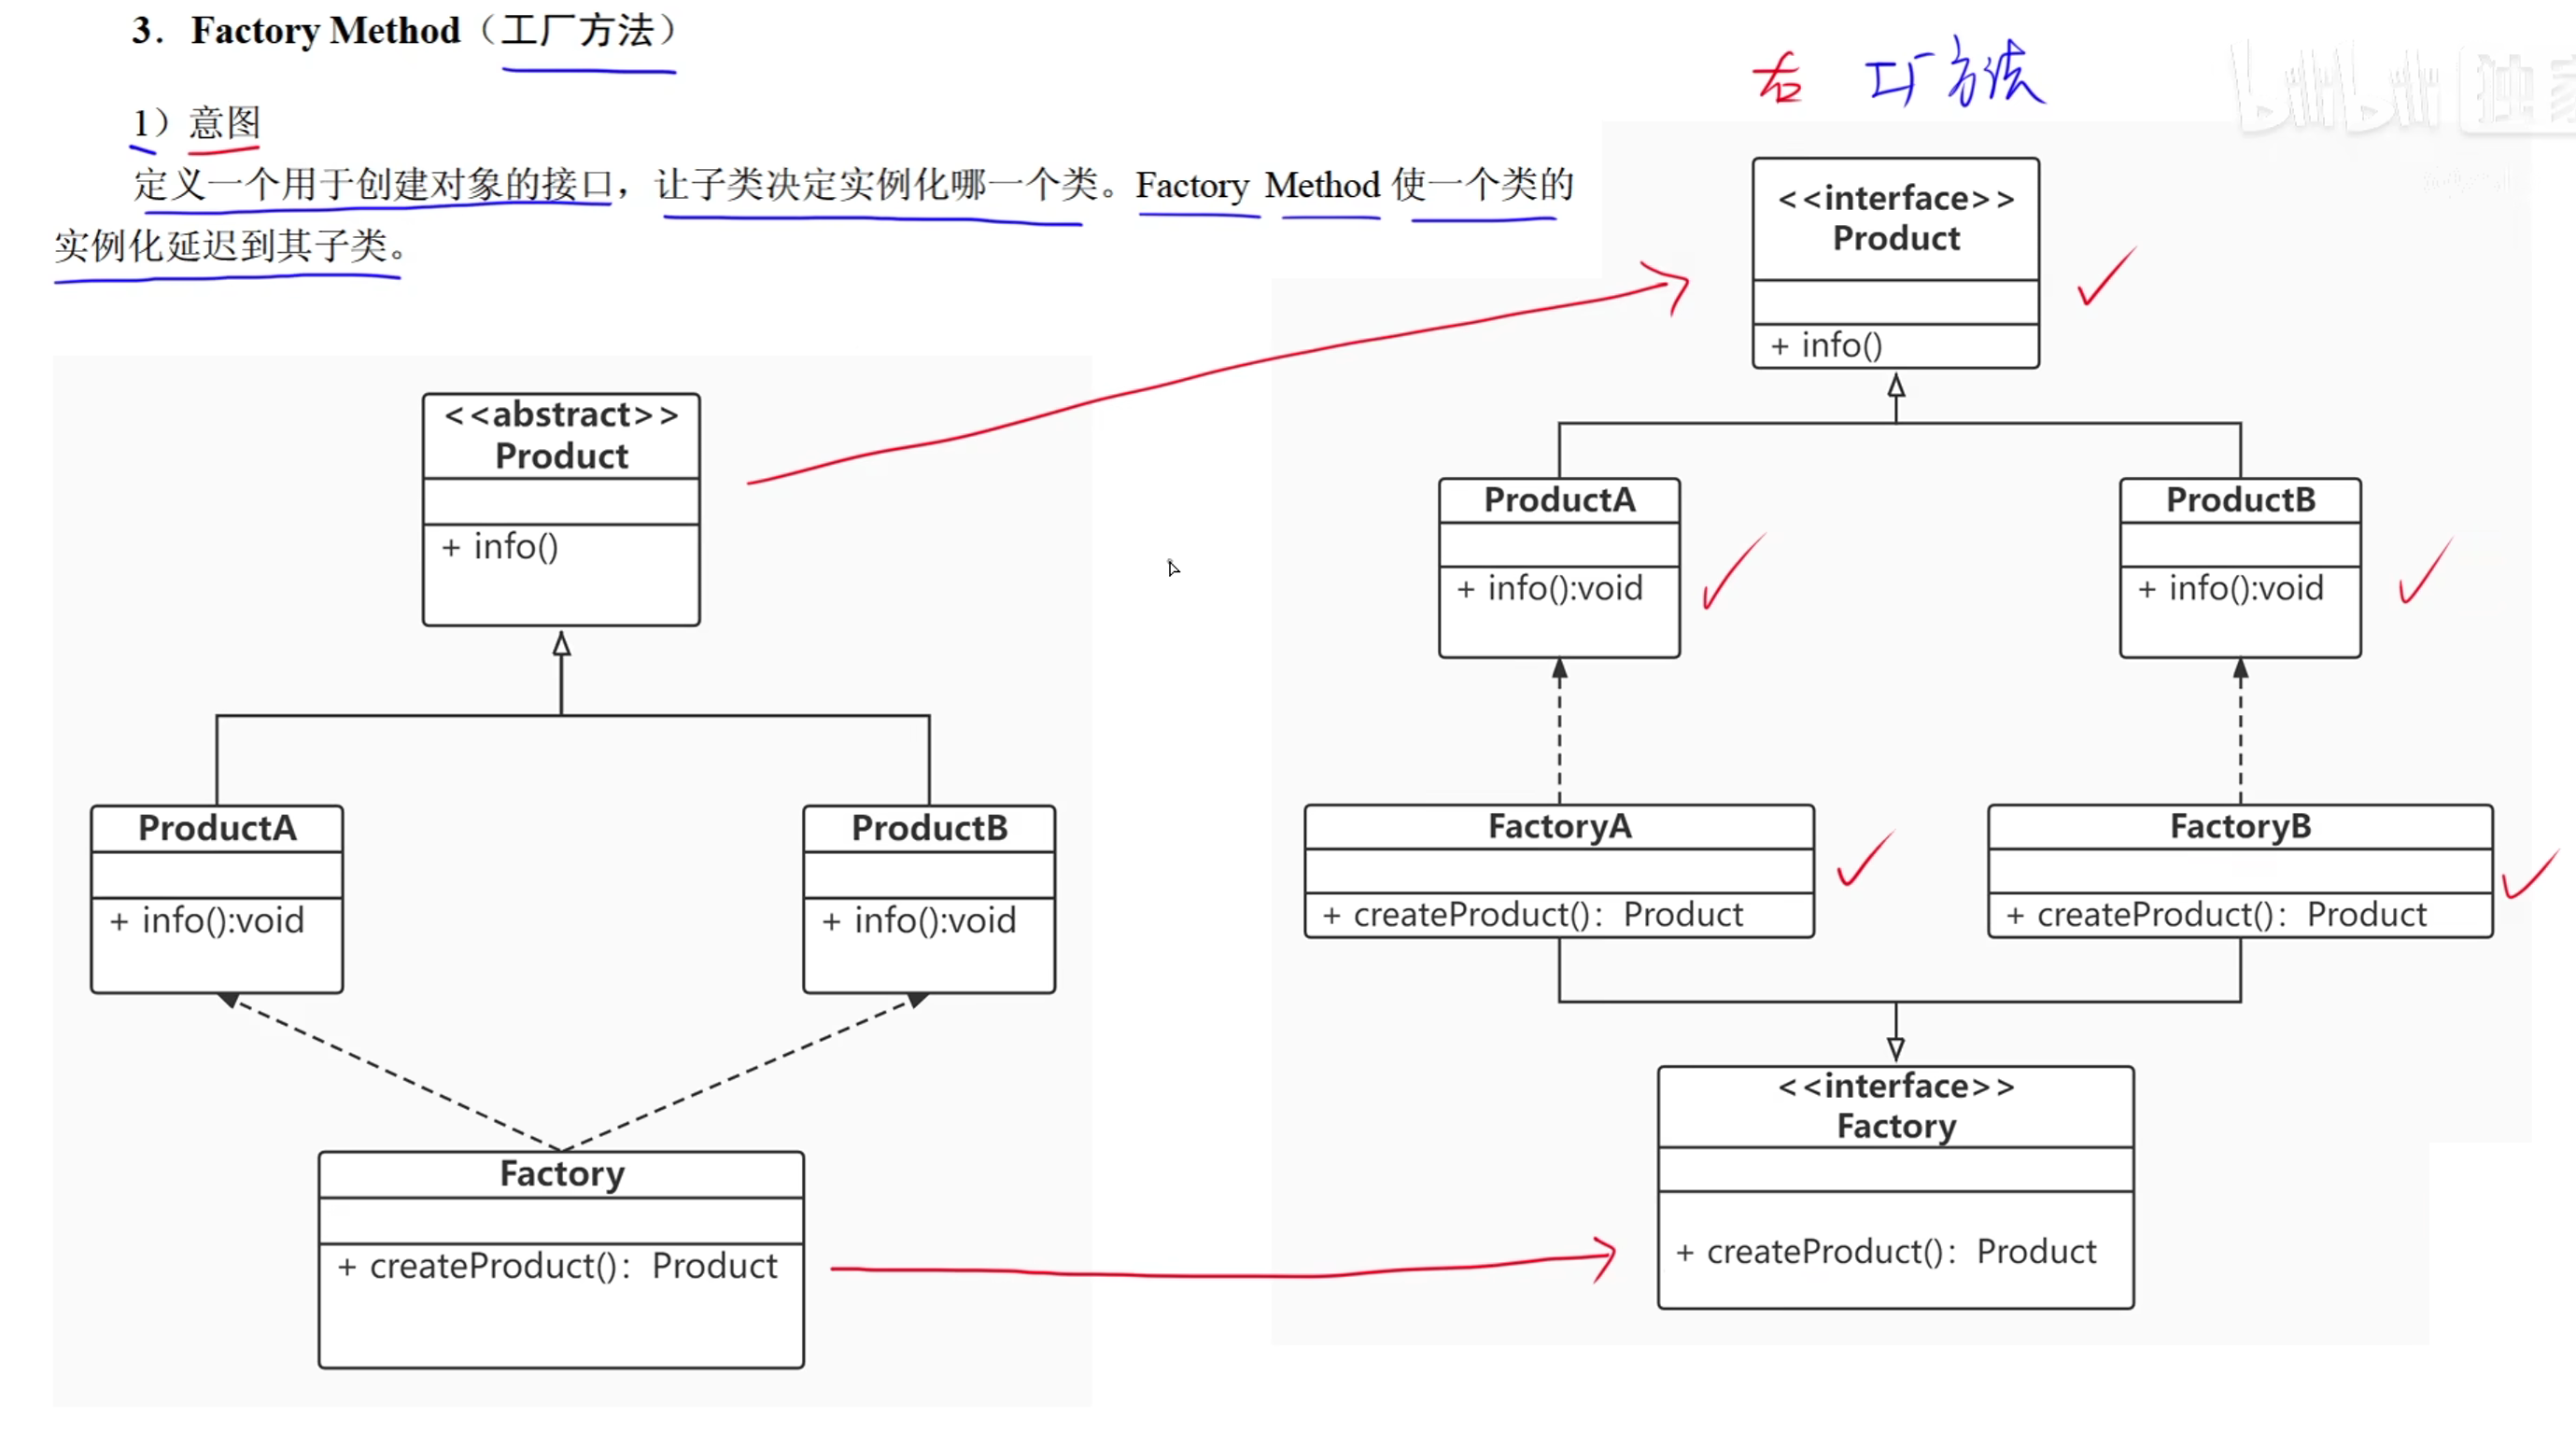 3. Factory Method（工厂方法）
1）意图
定义一个用于创建对象的接口，让子类决定实例化哪一个类。Factory Method 使一个类的
实例化延迟到其子类。
右 工厂方法
bilibili 独家
<<abstract>>
Product
+ info()
ProductA
+ info():void
ProductB
+ info():void
Factory
+ createProduct()：Product
<<interface>>
Product
+ info()
ProductA
+ info():void
ProductB
+ info():void
FactoryA
+ createProduct()：Product
FactoryB
+ createProduct()：Product
<<interface>>
Factory
+ createProduct()：Product